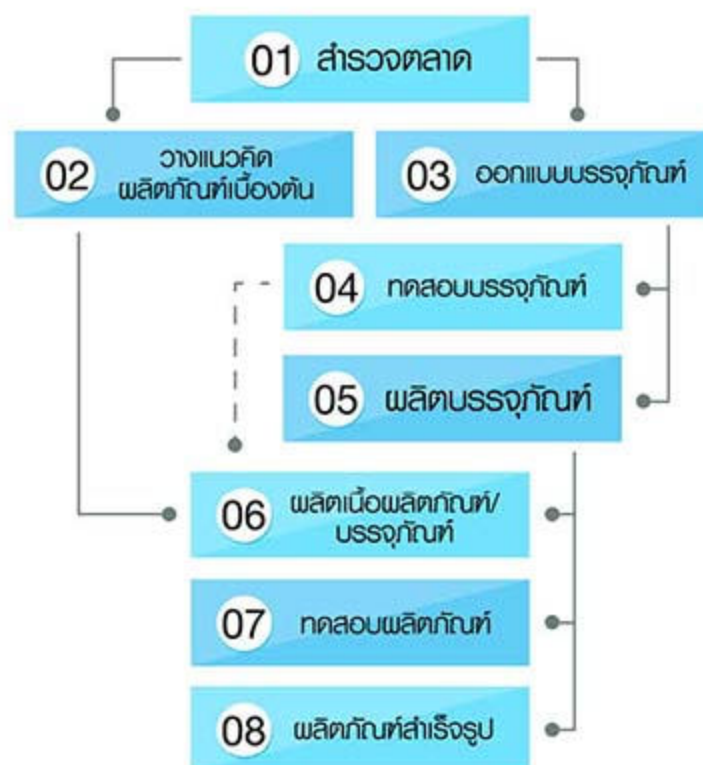 01 สำรวจตลาด
02 วางแนวคิด
ผลิตภัณฑ์เบื้องต้น
03 ออกแบบบรรจุภัณฑ์
04 ทดสอบบรรจุภัณฑ์
05 ผลิตบรรจุภัณฑ์
06 ผลิตเนื้อผลิตภัณฑ์/
บรรจุภัณฑ์
07 ทดสอบผลิตภัณฑ์
08 ผลิตภัณฑ์สำเร็จรูป